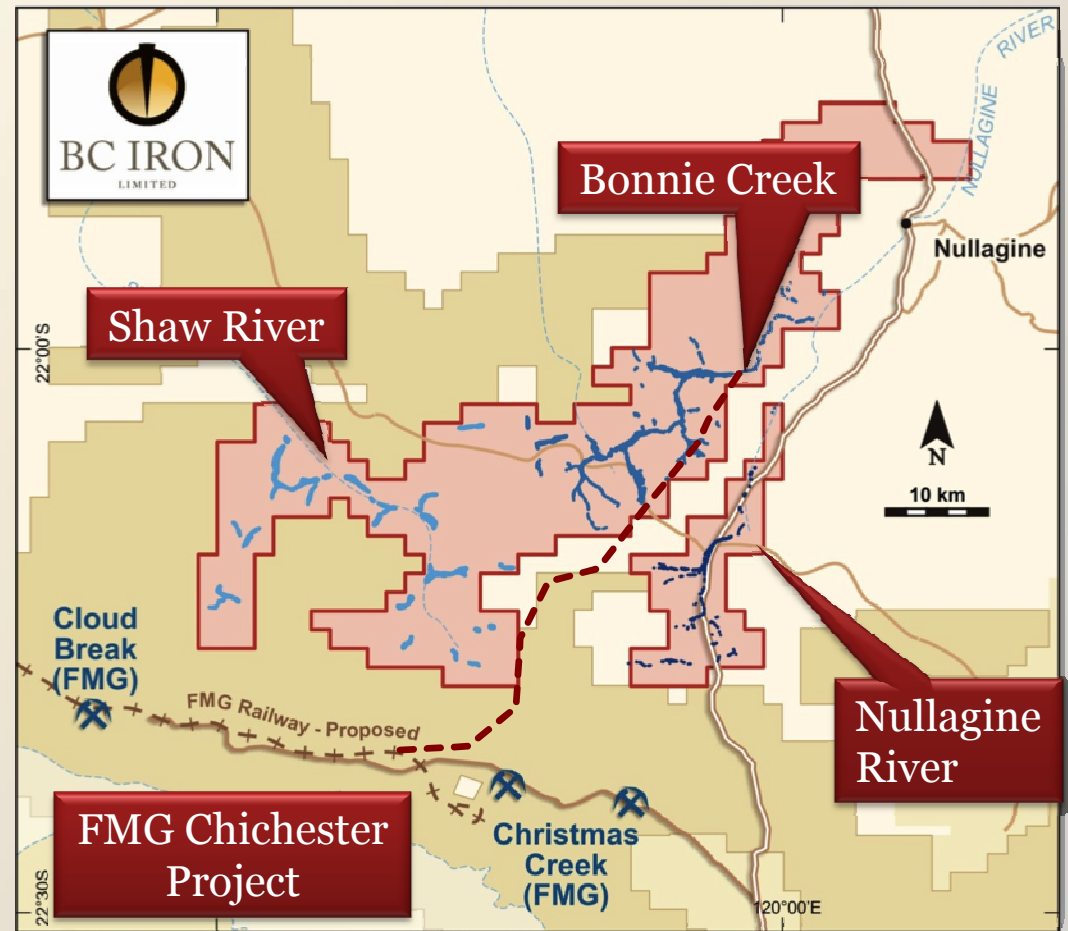 BC IRON
LIMITED
RIVER
NULLAGINE
Bonnie Creek
Nullagine
Shaw River
22°00'S
N
10 km
Cloud
Break
(FMG)
FMG Railway - Proposed
Nullagine
River
FMG Chichester
Project
Christmas
Creek
(FMG)
22°30'S
120°00'E